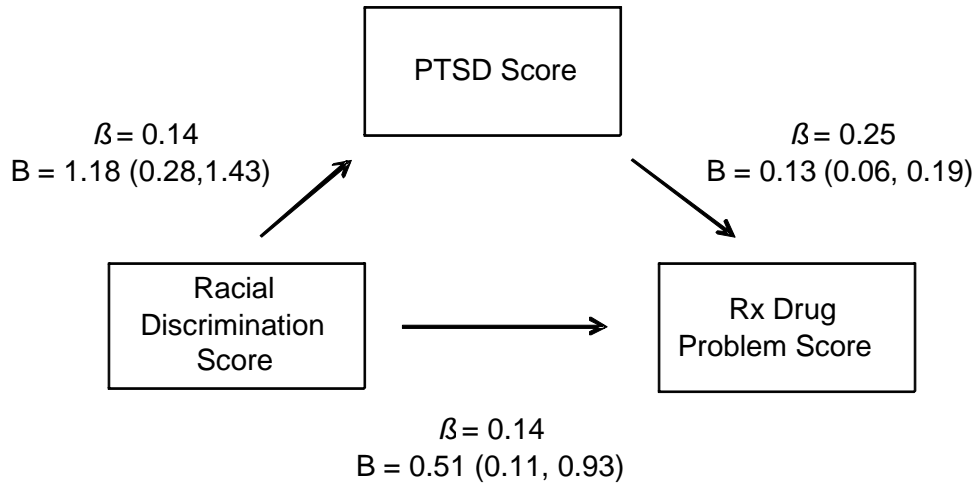 PTSD Score
ß = 0.14
B = 1.18 (0.28,1.43)
ß = 0.25
B = 0.13 (0.06, 0.19)
Racial
Discrimination
Score
Rx Drug
Problem Score
ß = 0.14
B = 0.51 (0.11, 0.93)